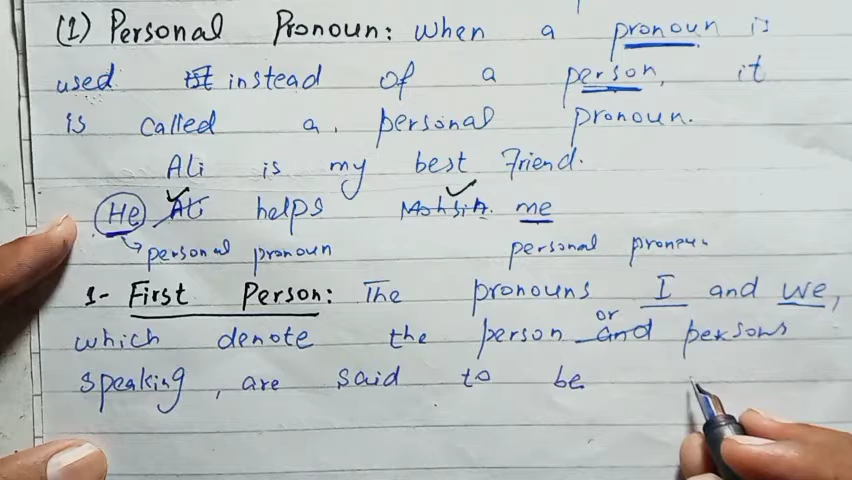 (1) Personal Pronoun: when a pronoun is
used instead of a person, it
is called a personal pronoun.
Ali is my best Friend.
He Ali helps Mohsin. me
personal pronoun personal pronoun
1- First Person: The pronouns I and we,
which denote the person and or persons
speaking, are said to be